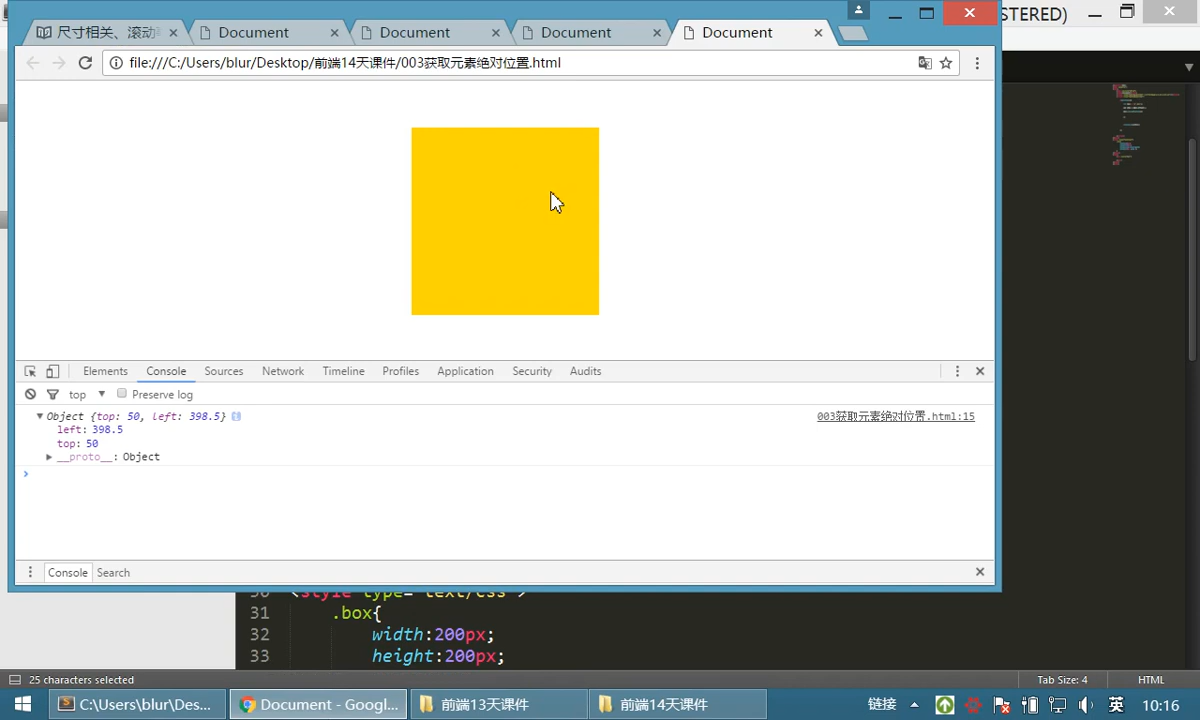 STERED)
尺寸相关、滚动
Document
Document
Document
Document
file:///C:/Users/blur/Desktop/前端14天课件/003获取元素绝对位置.html
Elements Console Sources Network Timeline Profiles Application Security Audits
top Preserve log
Object {top: 50, left: 398.5} 003获取元素绝对位置.html:15
left: 398.5
top: 50
__proto__: Object
Console Search
30 <style type="text/css">
31 .box{
32 width:200px;
33 height:200px;
25 characters selected Tab Size: 4 HTML
C:\Users\blur\Des... Document - Googl... 前端13天课件 前端14天课件 链接 英 10:16